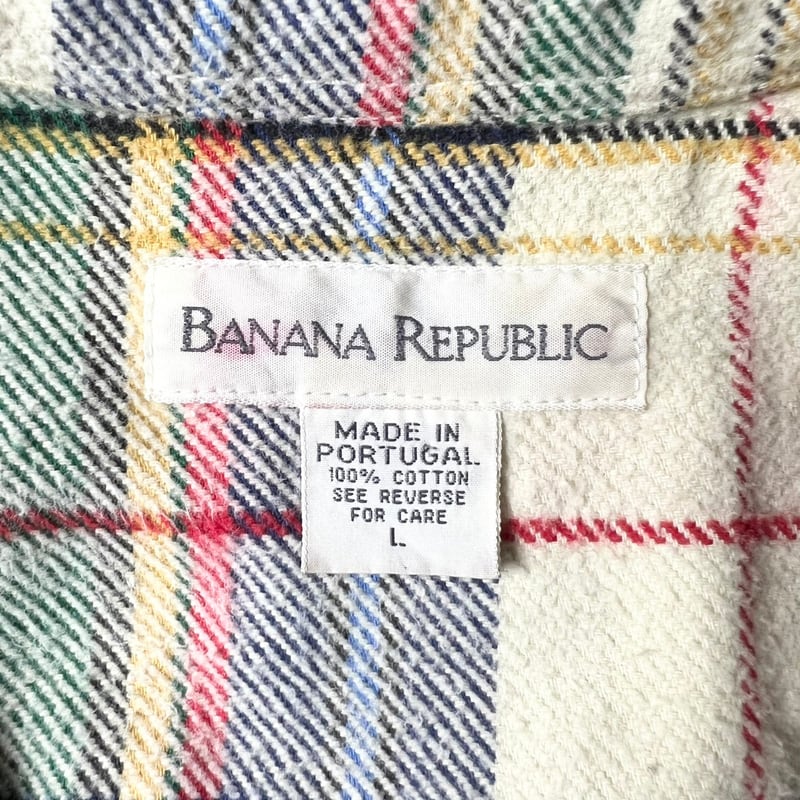 BANANA REPUBLIC
MADE IN
PORTUGAL
100% COTTON
SEE REVERSE
FOR CARE
L